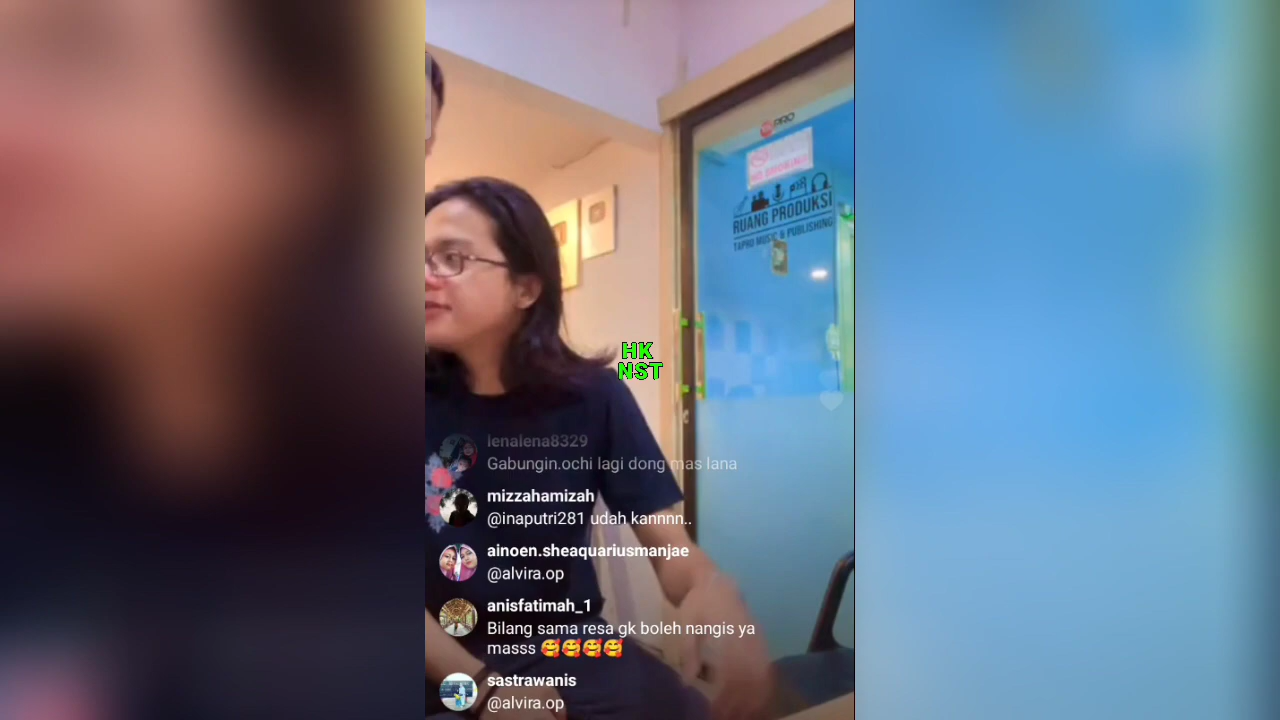 PRO
NO SMOKING
RUANG PRODUKSI
TAPRO MUSIC & PUBLISHING
HK
NST
lenalena8329
Gabungin.ochi lagi dong mas lana
mizzahamizah
@inaputri281 udah kannnn..
ainoen.sheaquariusmanjae
@alvira.op
anisfatimah_1
Bilang sama resa gk boleh nangis ya
masss 🥰🥰🥰🥰
sastrawanis
@alvira.op